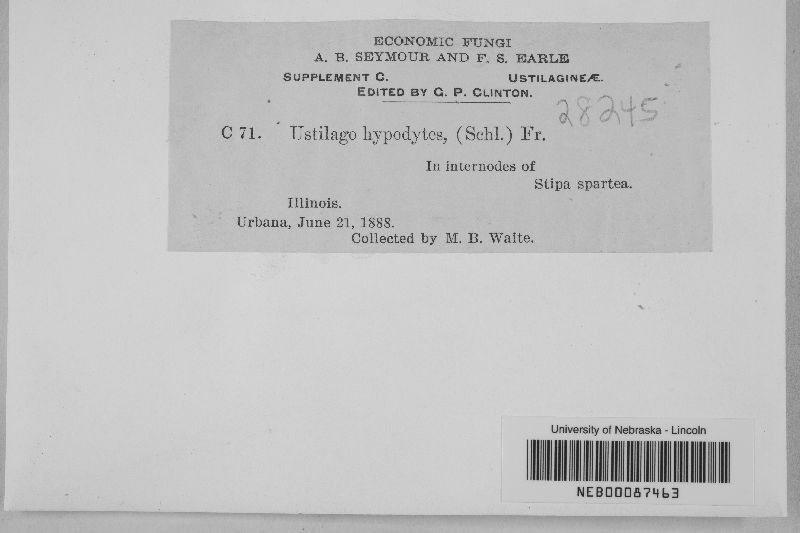 ECONOMIC FUNGI
A. B. SEYMOUR AND F. S. EARLE
SUPPLEMENT C. USTILAGINEÆ.
EDITED BY G. P. CLINTON.
28245
C 71. Ustilago hypodytes, (Schl.) Fr.
In internodes of
Stipa spartea.
Illinois.
Urbana, June 21, 1888.
Collected by M. B. Waite.
University of Nebraska - Lincoln
NEB00087463